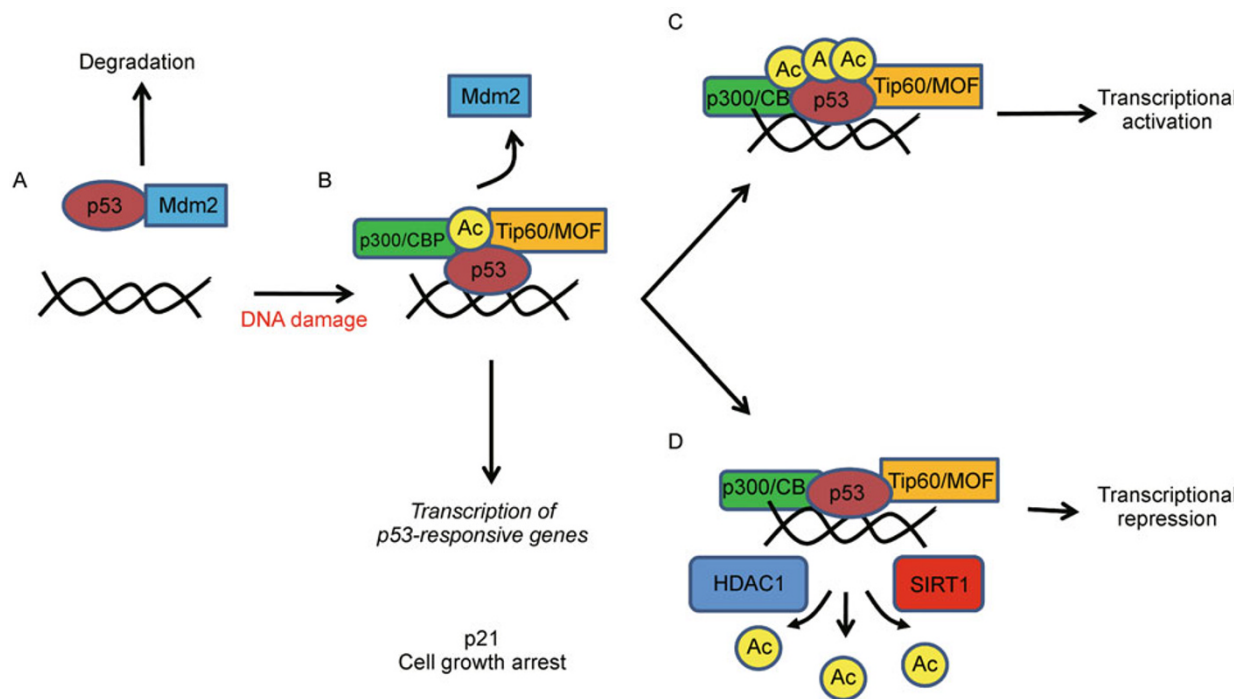 A
Degradation
p53
Mdm2
DNA damage
B
Mdm2
p300/CBP
Ac
Tip60/MOF
p53
Transcription of
p53-responsive genes
p21
Cell growth arrest
C
Ac
A
Ac
p300/CB
p53
Tip60/MOF
Transcriptional
activation
D
p300/CB
p53
Tip60/MOF
Transcriptional
repression
HDAC1
SIRT1
Ac
Ac
Ac